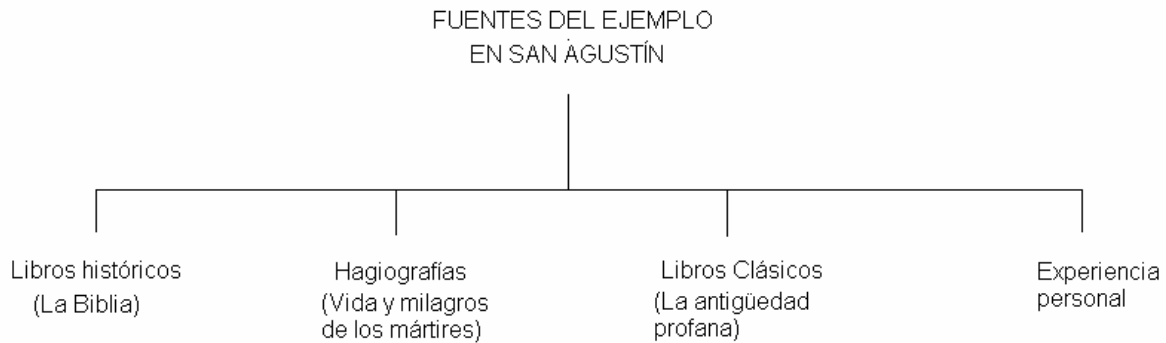 FUENTES DEL EJEMPLO
EN SAN AGUSTÍN
Libros históricos
(La Biblia)
Hagiografías
(Vida y milagros
de los mártires)
Libros Clásicos
(La antigüedad
profana)
Experiencia
personal